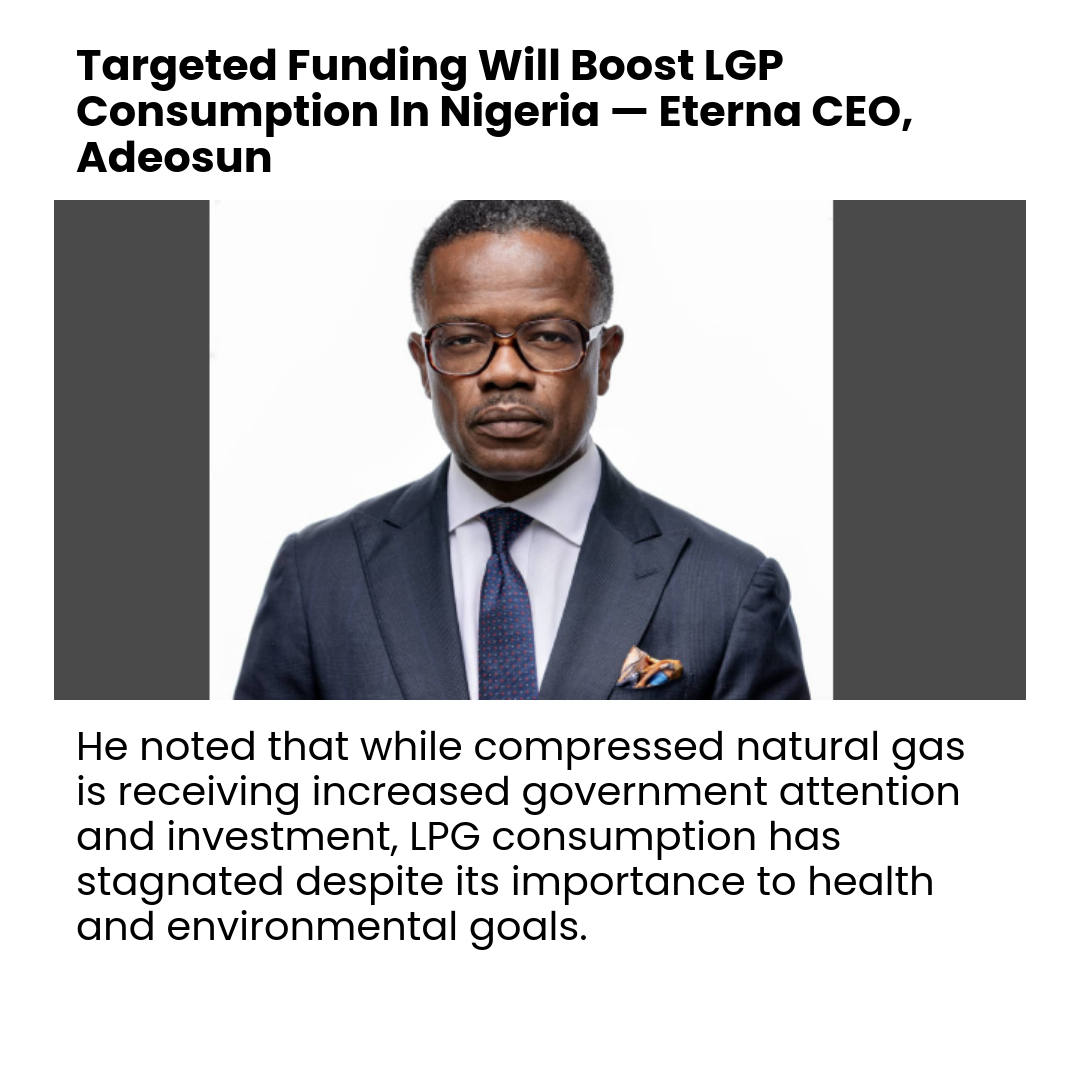 Targeted Funding Will Boost LGP
Consumption In Nigeria — Eterna CEO,
Adeosun
He noted that while compressed natural gas
is receiving increased government attention
and investment, LPG consumption has
stagnated despite its importance to health
and environmental goals.